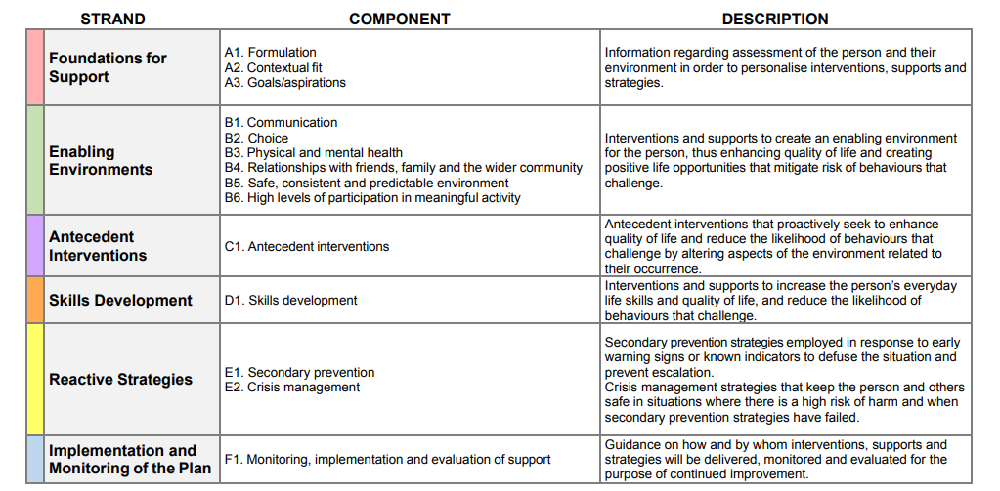 STRAND COMPONENT DESCRIPTION
Foundations for
Support
A1. Formulation
A2. Contextual fit
A3. Goals/aspirations
Information regarding assessment of the person and their
environment in order to personalise interventions, supports and
strategies.
Enabling
Environments
B1. Communication
B2. Choice
B3. Physical and mental health
B4. Relationships with friends, family and the wider community
B5. Safe, consistent and predictable environment
B6. High levels of participation in meaningful activity
Interventions and supports to create an enabling environment
for the person, thus enhancing quality of life and creating
positive life opportunities that mitigate risk of behaviours that
challenge.
Antecedent
Interventions
C1. Antecedent interventions
Antecedent interventions that proactively seek to enhance
quality of life and reduce the likelihood of behaviours that
challenge by altering aspects of the environment related to
their occurrence.
Skills Development
D1. Skills development
Interventions and supports to increase the person's everyday
life skills and quality of life, and reduce the likelihood of
behaviours that challenge.
Reactive Strategies
E1. Secondary prevention
E2. Crisis management
Secondary prevention strategies employed in response to early
warning signs or known indicators to defuse the situation and
prevent escalation.
Crisis management strategies that keep the person and others
safe in situations where there is a high risk of harm and when
secondary prevention strategies have failed.
Implementation and
Monitoring of the Plan
F1. Monitoring, implementation and evaluation of support
Guidance on how and by whom interventions, supports and
strategies will be delivered, monitored and evaluated for the
purpose of continued improvement.